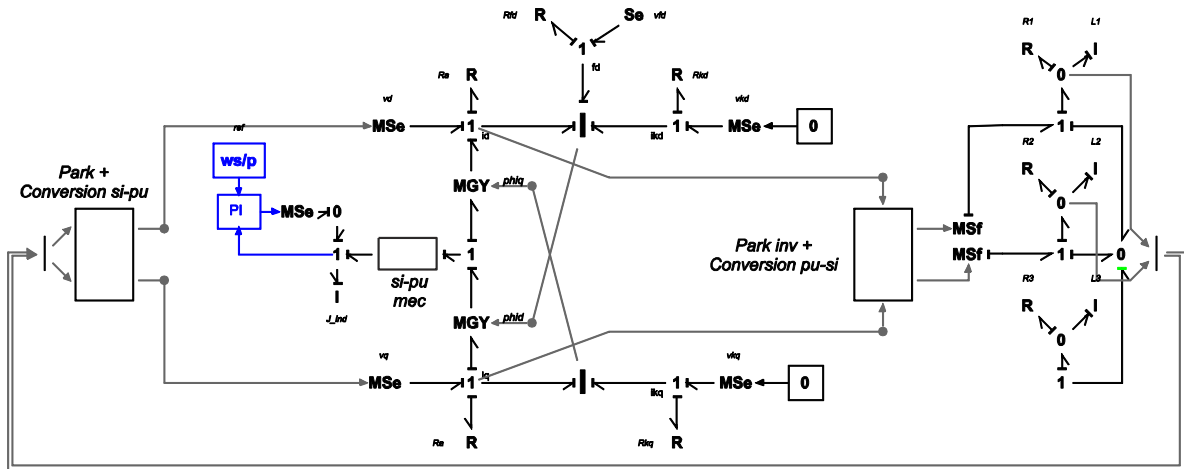 Rfd
R
Se
vfd
1
fd
R1
L1
R
I
0
Ra
R
R
Rkd
vd
vkd
MSe
1
id
1
ikd
MSe
0
1
ref
ws/p
Park +
Conversion si-pu
R2
L2
R
I
MGY
phiq
PI
MSe
0
0
MSf
Park inv +
Conversion pu-si
MSf
1
0
1
1
si-pu
mec
R3
L3
I
J_ind
R
I
MGY
phid
0
vq
vkq
MSe
1
iq
1
ikq
MSe
0
1
Ra
R
Rkq
R